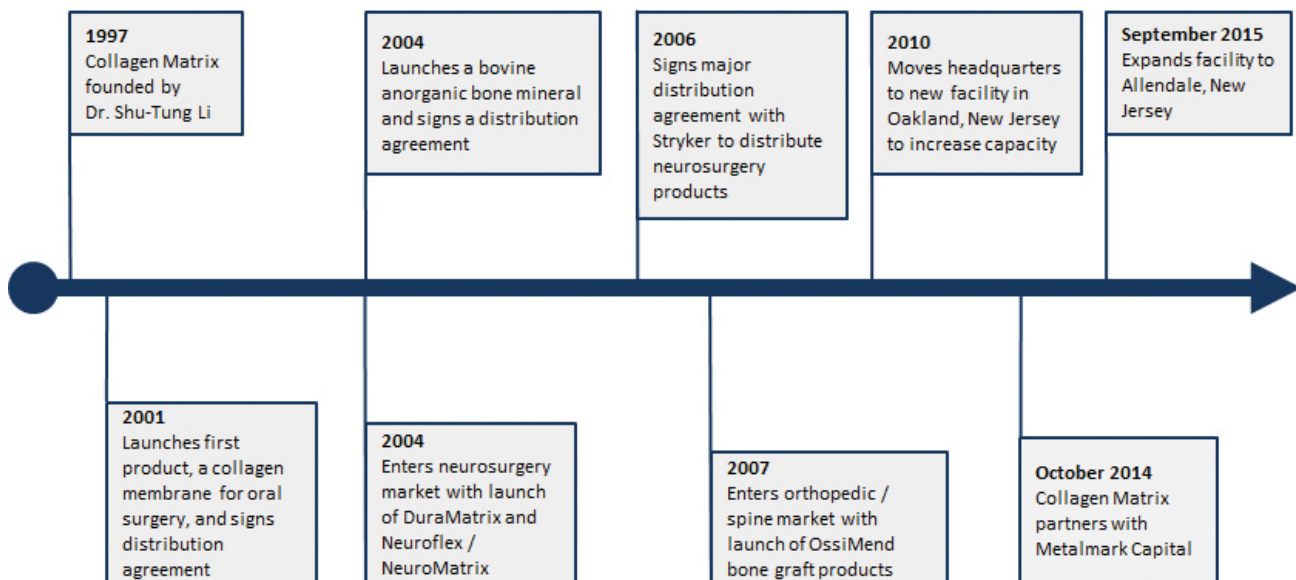 1997
Collagen Matrix
founded by
Dr. Shu-Tung Li
2004
Launches a bovine
anorganic bone mineral
and signs a distribution
agreement
2006
Signs major
distribution
agreement with
Stryker to distribute
neurosurgery
products
2010
Moves headquarters
to new facility in
Oakland, New Jersey
to increase capacity
September 2015
Expands facility to
Allendale, New
Jersey
2001
Launches first
product, a collagen
membrane for oral
surgery, and signs
distribution
agreement
2004
Enters neurosurgery
market with launch
of DuraMatrix and
Neuroflex /
NeuroMatrix
2007
Enters orthopedic /
spine market with
launch of OssiMend
bone graft products
October 2014
Collagen Matrix
partners with
Metalmark Capital